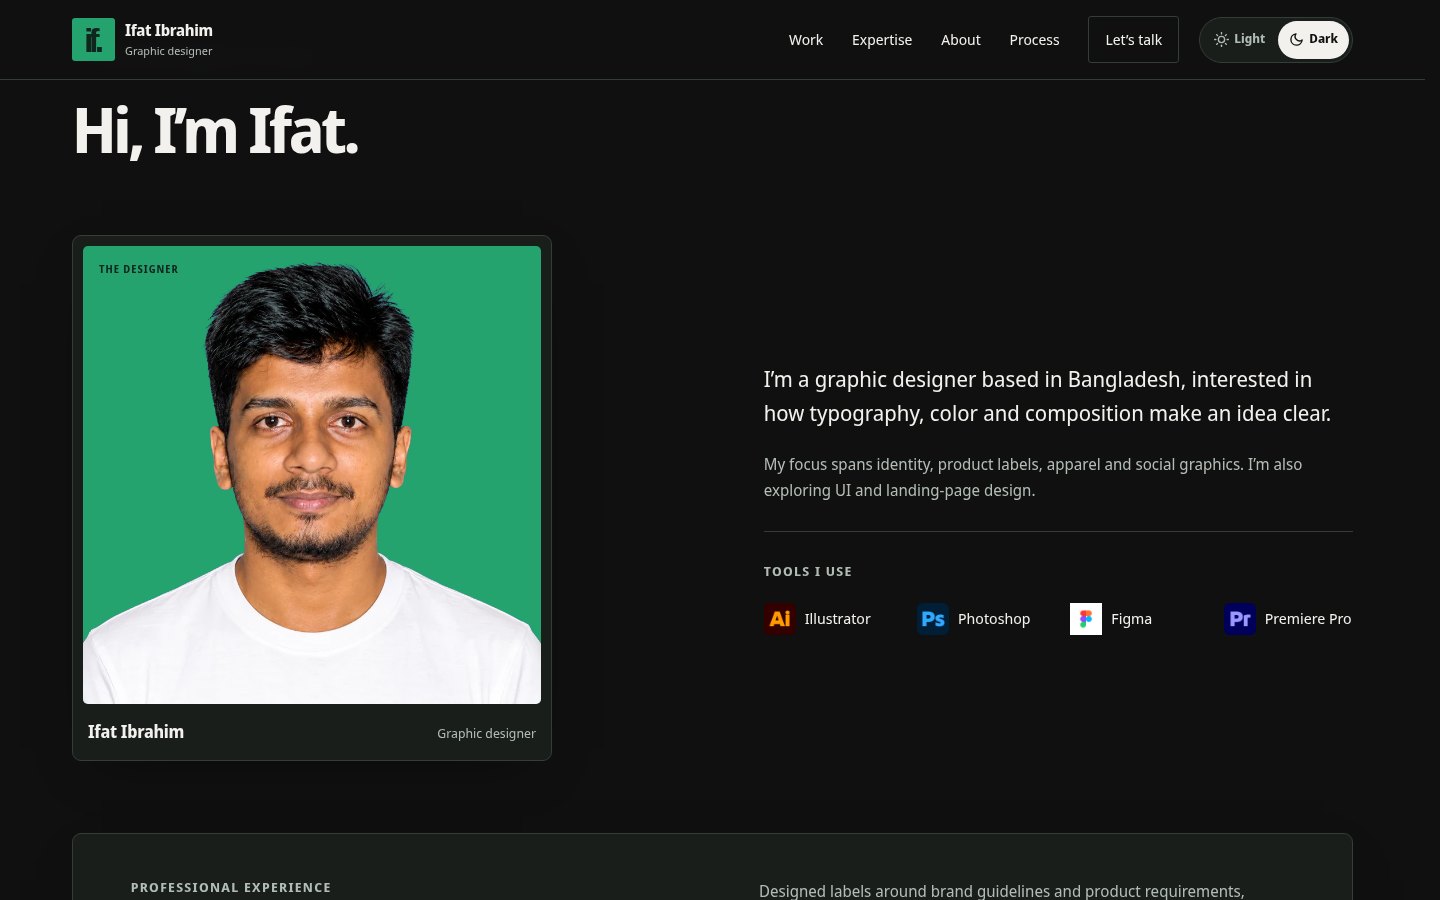 if.
Ifat Ibrahim
Graphic designer
Work
Expertise
About
Process
Let's talk
Light
Dark
Hi, I'm Ifat.
THE DESIGNER
Ifat Ibrahim
Graphic designer
I'm a graphic designer based in Bangladesh, interested in
how typography, color and composition make an idea clear.
My focus spans identity, product labels, apparel and social graphics. I'm also
exploring UI and landing-page design.
TOOLS I USE
Ai Illustrator
Ps Photoshop
Figma
Pr Premiere Pro
PROFESSIONAL EXPERIENCE
Designed labels around brand guidelines and product requirements,